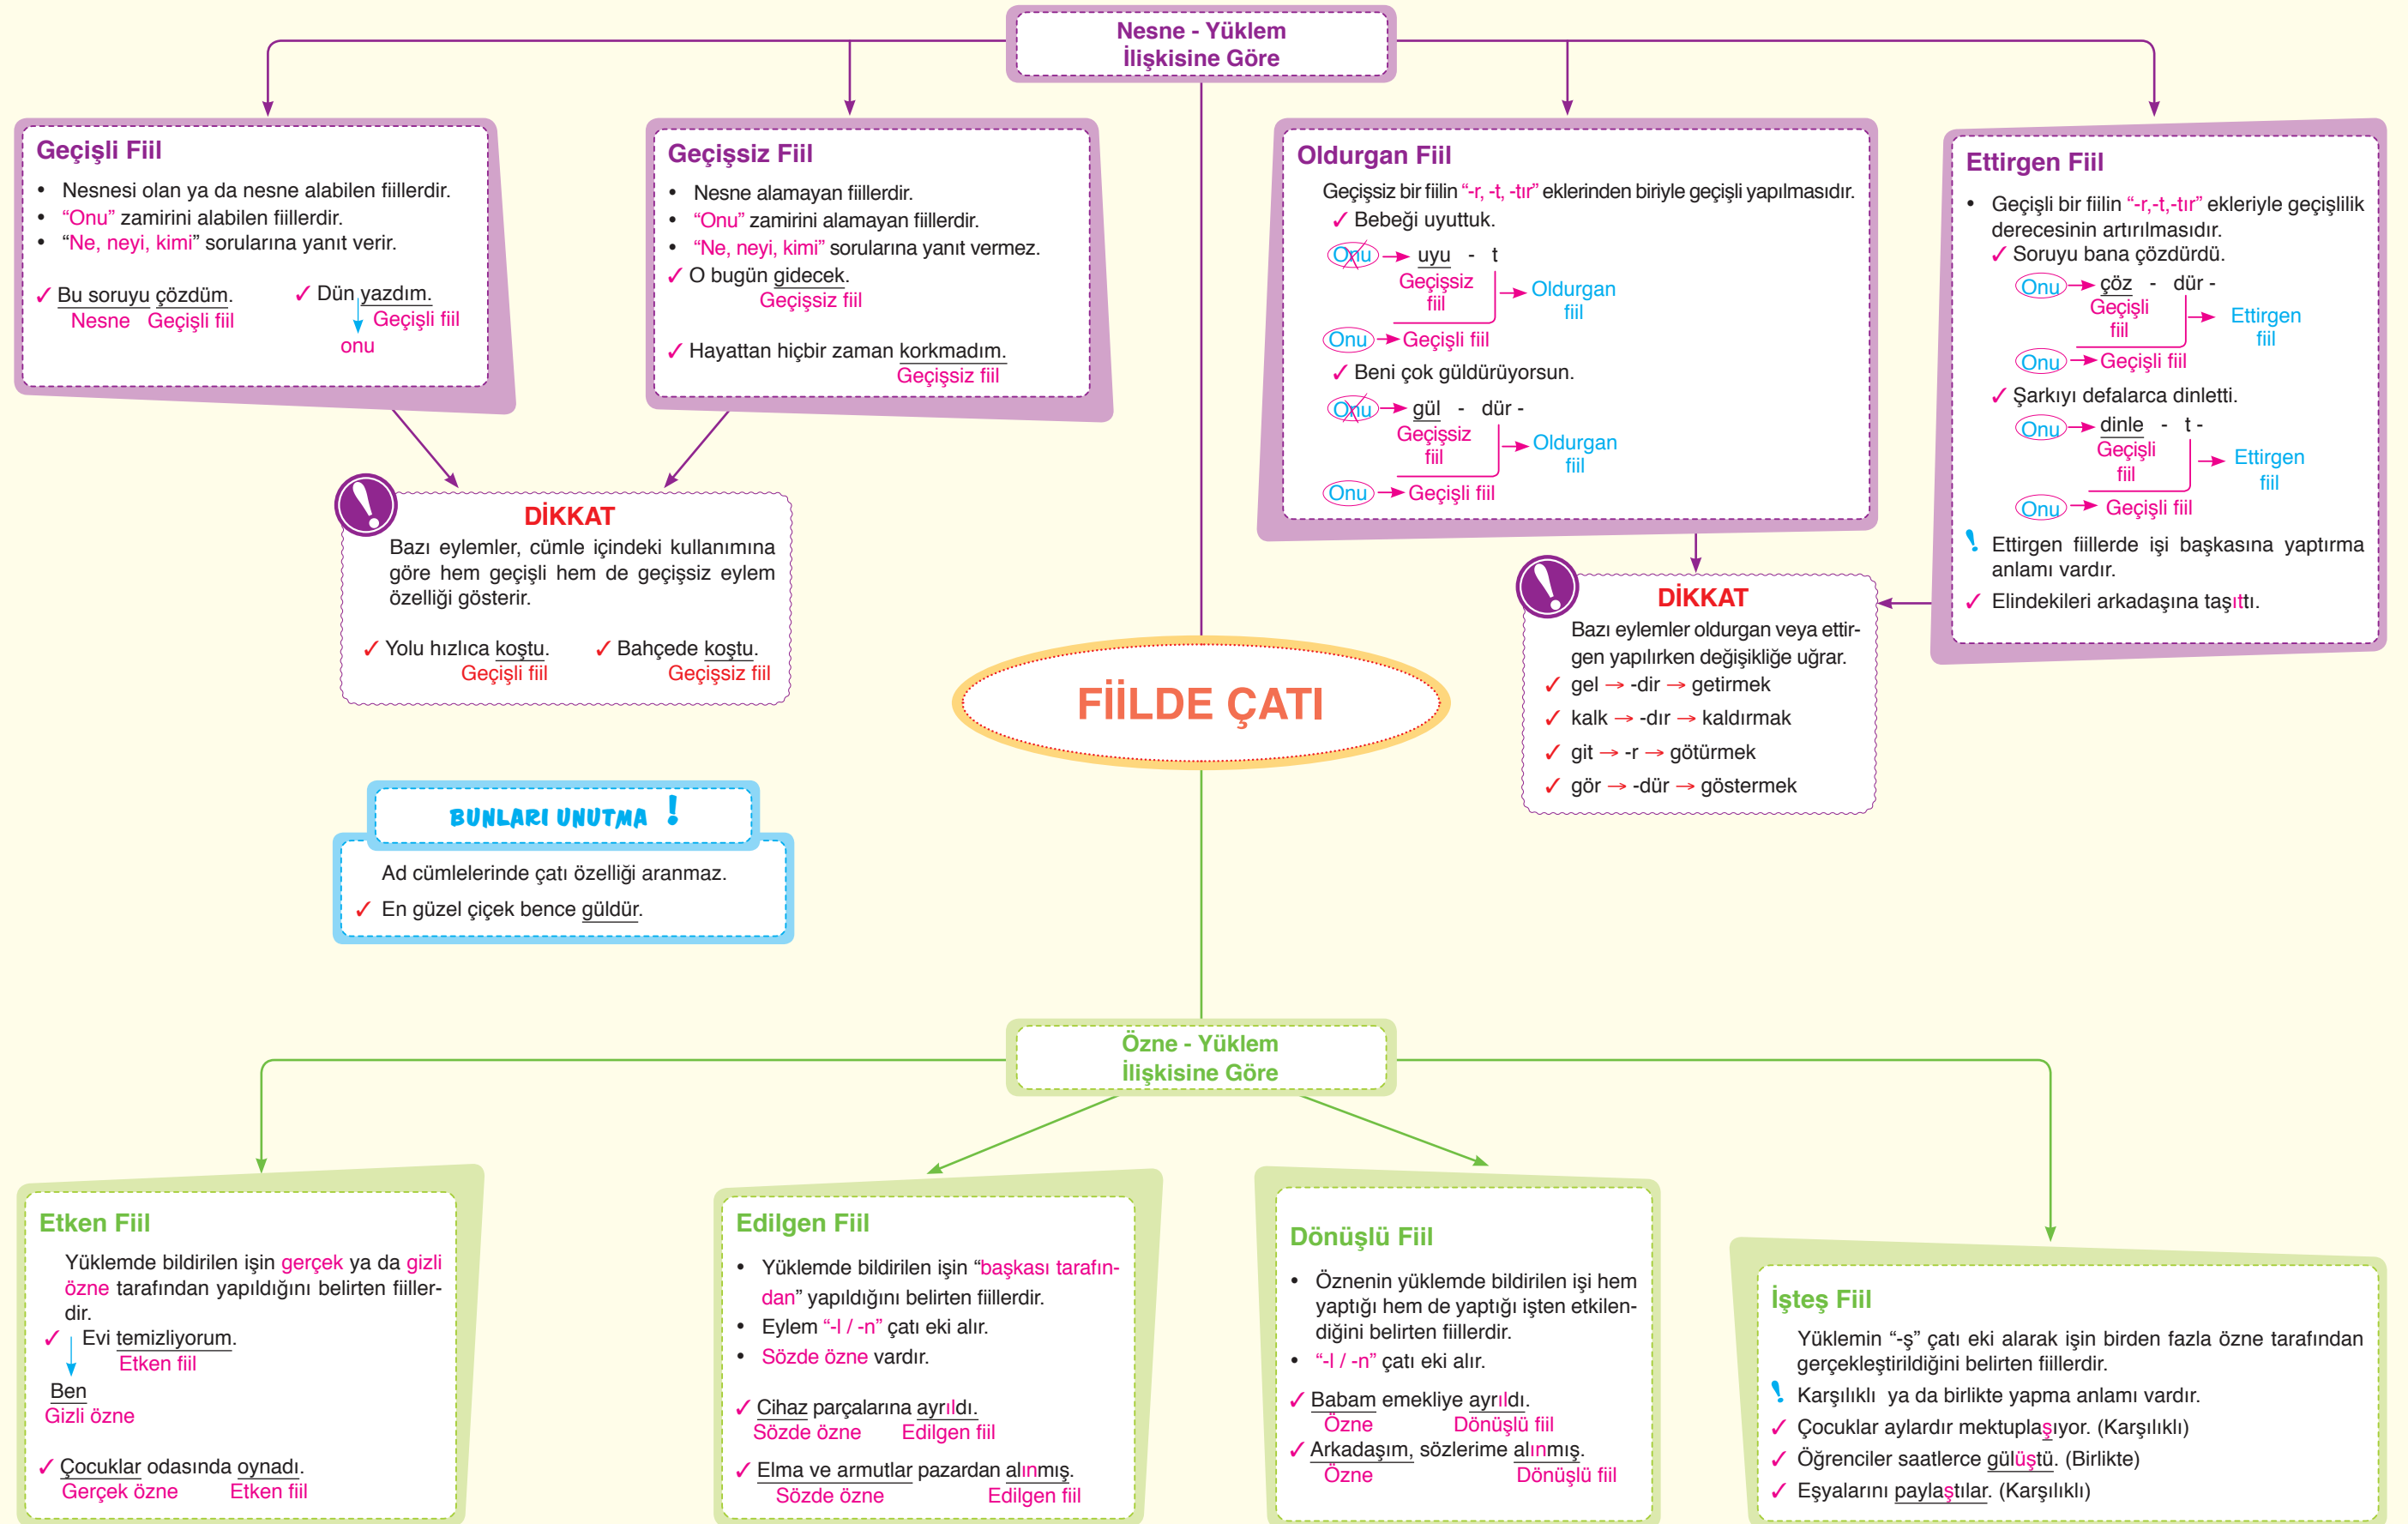 Nesne - Yüklem
İlişkisine Göre
Geçişli Fiil
• Nesnesi olan ya da nesne alabilen fiillerdir.
• “Onu” zamirini alabilen fiillerdir.
• “Ne, neyi, kimi” sorularına yanıt verir.
✓ Bu soruyu çözdüm.
Nesne Geçişli fiil
✓ Dün yazdım.
Geçişli fiil
onu
Geçişsiz Fiil
• Nesne alamayan fiillerdir.
• “Onu” zamirini alamayan fiillerdir.
• “Ne, neyi, kimi” sorularına yanıt vermez.
✓ O bugün gidecek.
Geçişsiz fiil
✓ Hayattan hiçbir zaman korkmadım.
Geçişsiz fiil
Oldurgan Fiil
Geçişsiz bir fiilin “-r, -t, -tır” eklerinden biriyle geçişli yapılmasıdır.
✓ Bebeği uyuttuk.
Onu → uyu - t
Geçişsiz
fiil
→ Oldurgan
fiil
Onu → Geçişli fiil
✓ Beni çok güldürüyorsun.
Onu → gül - dür -
Geçişsiz
fiil
→ Oldurgan
fiil
Onu → Geçişli fiil
Ettirgen Fiil
• Geçişli bir fiilin “-r,-t,-tır” ekleriyle geçişlilik
derecesinin artırılmasıdır.
✓ Soruyu bana çözdürdü.
Onu → çöz - dür -
Geçişli
fiil
→ Ettirgen
fiil
Onu → Geçişli fiil
✓ Şarkıyı defalarca dinletti.
Onu → dinle - t -
Geçişli
fiil
→ Ettirgen
fiil
Onu → Geçişli fiil
! Ettirgen fiillerde işi başkasına yaptırma
anlamı vardır.
✓ Elindekileri arkadaşına taşıttı.
!
DİKKAT
Bazı eylemler, cümle içindeki kullanımına
göre hem geçişli hem de geçişsiz eylem
özelliği gösterir.
✓ Yolu hızlıca koştu.
Geçişli fiil
✓ Bahçede koştu.
Geçişsiz fiil
!
DİKKAT
Bazı eylemler oldurgan veya ettir-
gen yapılırken değişikliğe uğrar.
✓ gel → -dir → getirmek
✓ kalk → -dır → kaldırmak
✓ git → -r → götürmek
✓ gör → -dür → göstermek
FİİLDE ÇATI
BUNLARI UNUTMA !
Ad cümlelerinde çatı özelliği aranmaz.
✓ En güzel çiçek bence güldür.
Özne - Yüklem
İlişkisine Göre
Etken Fiil
Yüklemde bildirilen işin gerçek ya da gizli
özne tarafından yapıldığını belirten fiiller-
dir.
✓ Evi temizliyorum.
Etken fiil
Ben
Gizli özne
✓ Çocuklar odasında oynadı.
Gerçek özne Etken fiil
Edilgen Fiil
• Yüklemde bildirilen işin “başkası tarafın-
dan” yapıldığını belirten fiillerdir.
• Eylem “-l / -n” çatı eki alır.
• Sözde özne vardır.
✓ Cihaz parçalarına ayrıldı.
Sözde özne Edilgen fiil
✓ Elma ve armutlar pazardan alınmış.
Sözde özne Edilgen fiil
Dönüşlü Fiil
• Öznenin yüklemde bildirilen işi hem
yaptığı hem de yaptığı işten etkilen-
diğini belirten fiillerdir.
• “-l / -n” çatı eki alır.
✓ Babam emekliye ayrıldı.
Özne Dönüşlü fiil
✓ Arkadaşım, sözlerime alınmış.
Özne Dönüşlü fiil
İşteş Fiil
Yüklemin “-ş” çatı eki alarak işin birden fazla özne tarafından
gerçekleştirildiğini belirten fiillerdir.
! Karşılıklı ya da birlikte yapma anlamı vardır.
✓ Çocuklar aylardır mektuplaşıyor. (Karşılıklı)
✓ Öğrenciler saatlerce gülüştü. (Birlikte)
✓ Eşyalarını paylaştılar. (Karşılıklı)